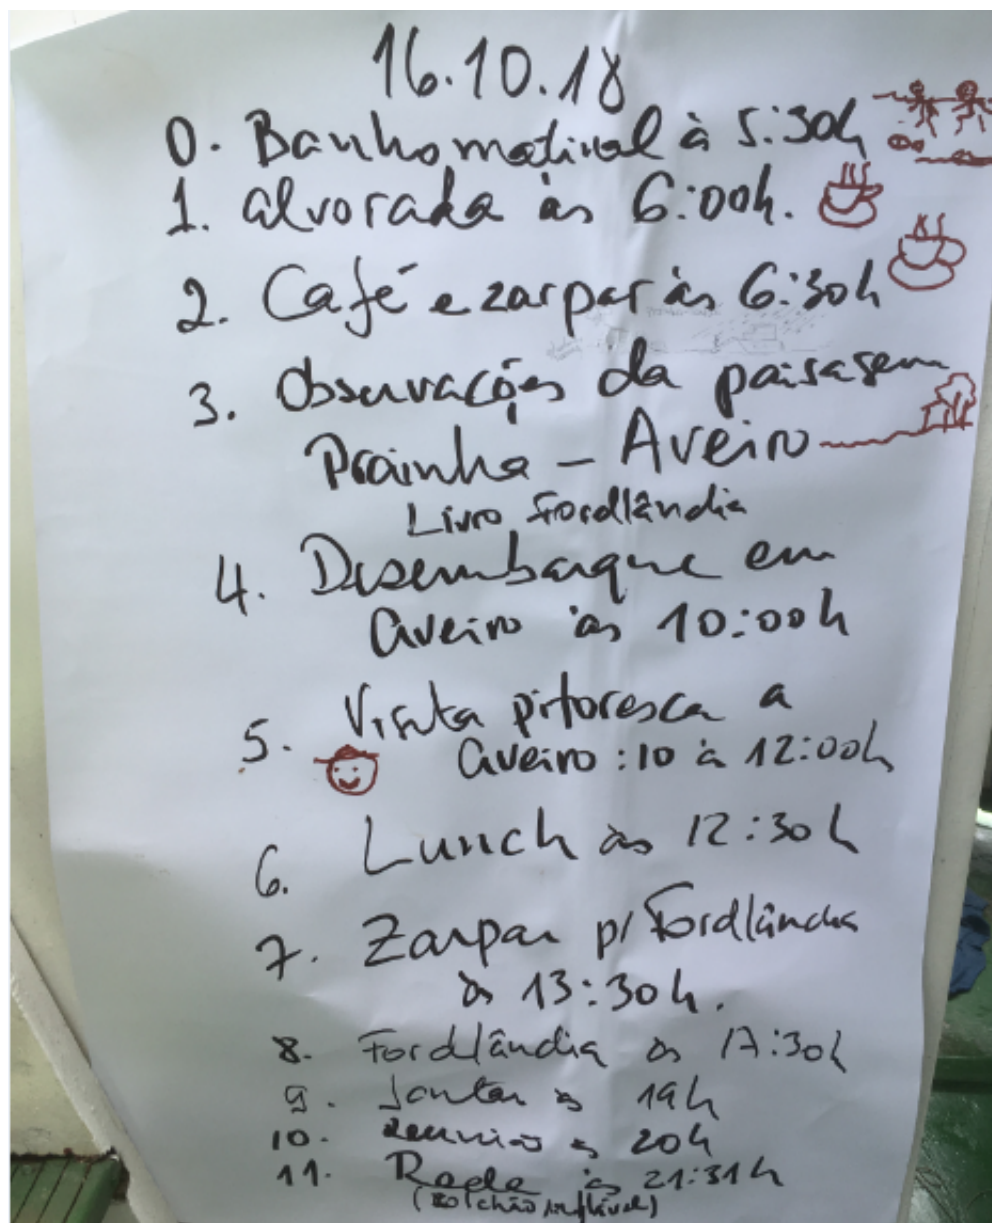 16.10.18
0. Banho matinal à 5:30h
1. alvorada às 6:00h.
2. Café e zarpar às 6:30h
3. Observações da paisagem
Prainha - Aveiro
Livro Fordlândia
4. Desembarque em
Aveiro às 10:00h
5. Visita pitoresca a
Aveiro : 10 à 12:00h
6. Lunch às 12:30h
7. Zarpar p/ Fordlândia
às 13:30h.
8. Fordlândia às 17:30h
9. Jantar às 19h
10. Reunião às 20h
11. Rede às 21:31h
(Colchão inflável)